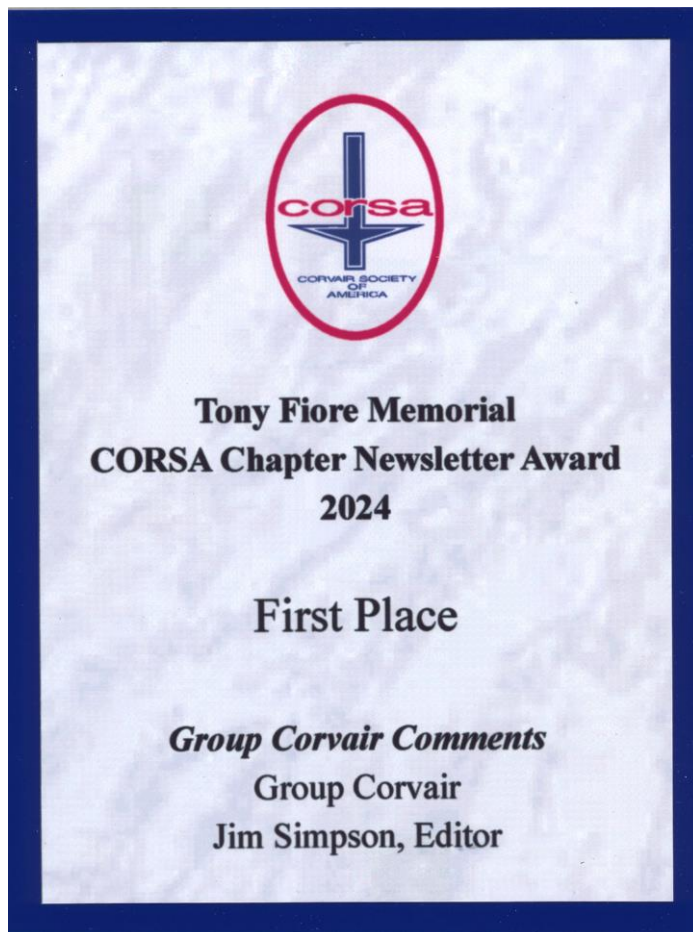 corsa
CORVAIR SOCIETY
OF
AMERICA
Tony Fiore Memorial
CORSA Chapter Newsletter Award
2024
First Place
Group Corvair Comments
Group Corvair
Jim Simpson, Editor